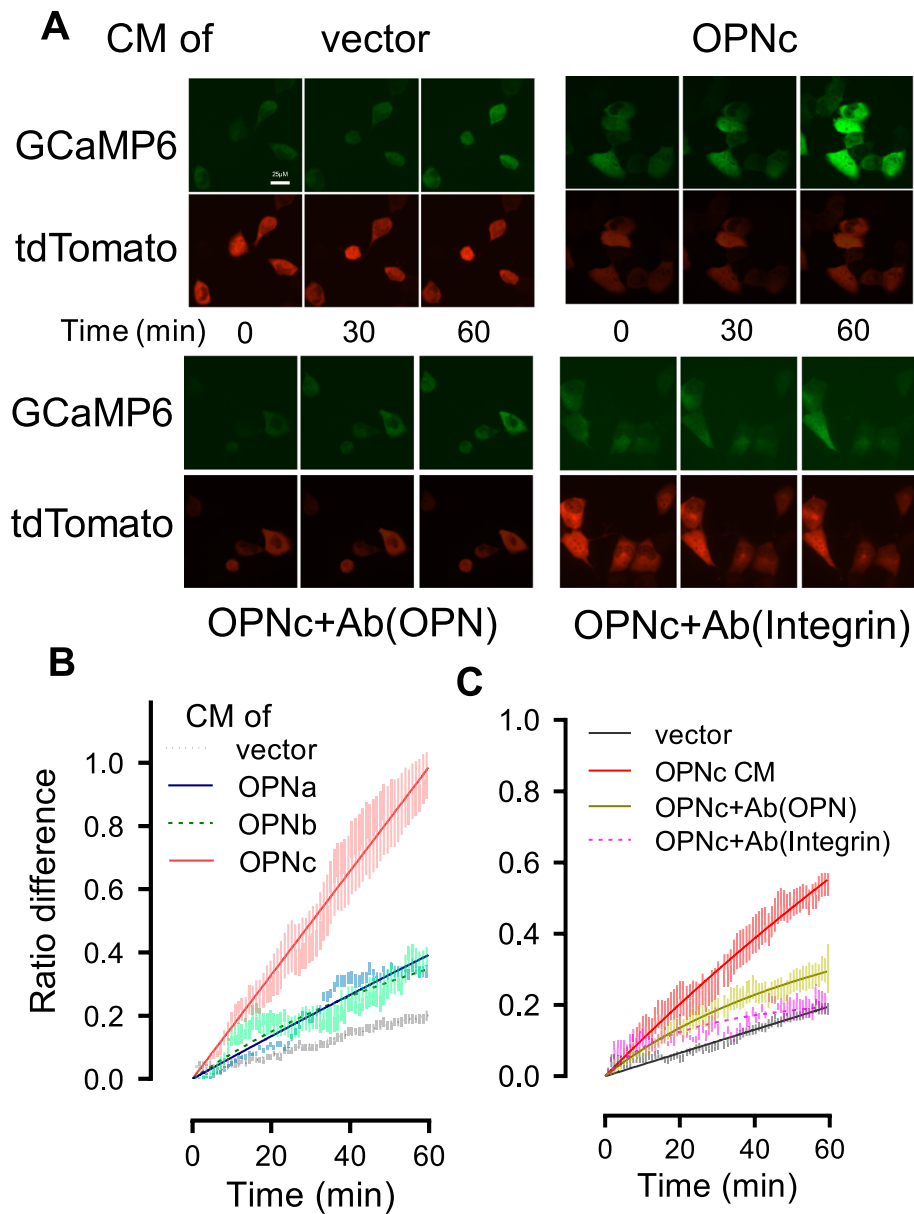 A
CM of vector OPNc
GCaMP6
25μM
tdTomato
Time (min) 0 30 60 0 30 60
GCaMP6
tdTomato
OPNc+Ab(OPN) OPNc+Ab(Integrin)
B
CM of
vector
OPNa
OPNb
OPNc
1.0
0.8
0.6
0.4
0.2
0.0
Ratio difference
0 20 40 60
Time (min)
C
vector
OPNc CM
OPNc+Ab(OPN)
OPNc+Ab(Integrin)
1.0
0.8
0.6
0.4
0.2
0.0
0 20 40 60
Time (min)